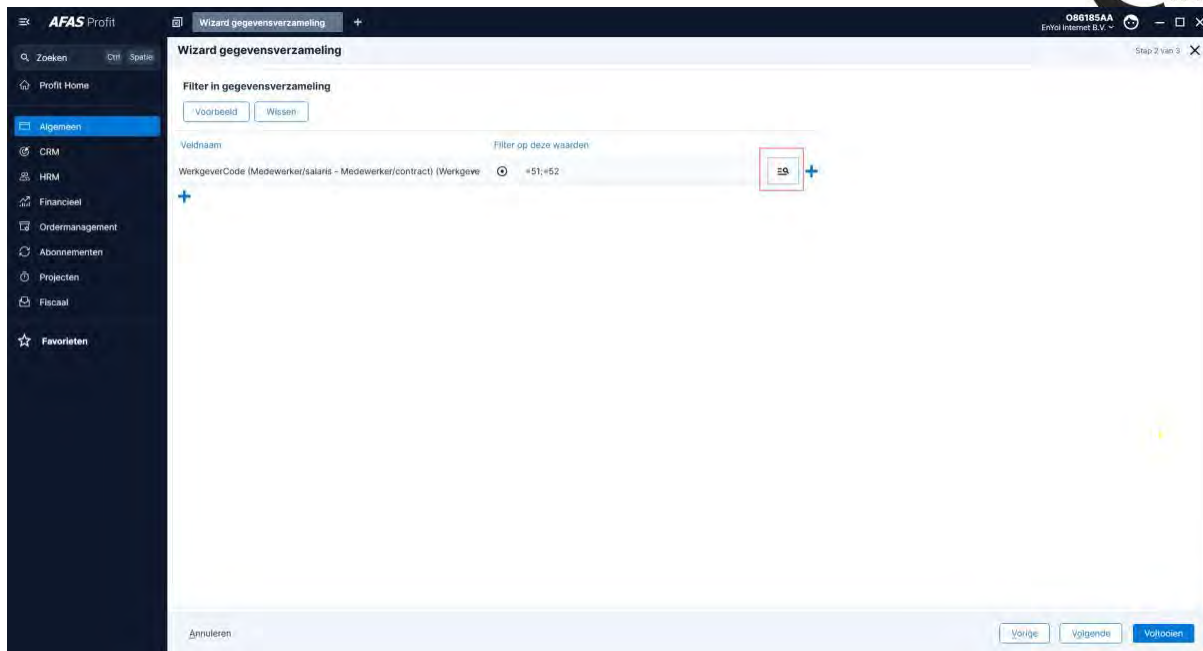 AFAS Profit
Wizard gegevensverzameling
O86185AA
EnYoi Internet B.V.
Zoeken Ctrl Spatie
Wizard gegevensverzameling
Stap 2 van 3
Profit Home
Filter in gegevensverzameling
Voorbeeld Wissen
Algemeen
Veldnaam Filter op deze waarden
CRM
WerkgeverCode (Medewerker/salaris - Medewerker/contract) (Werkgeve =51;=52
HRM
Financieel
Ordermanagement
Abonnementen
Projecten
Fiscaal
Favorieten
Annuleren Vorige Volgende Voltooien